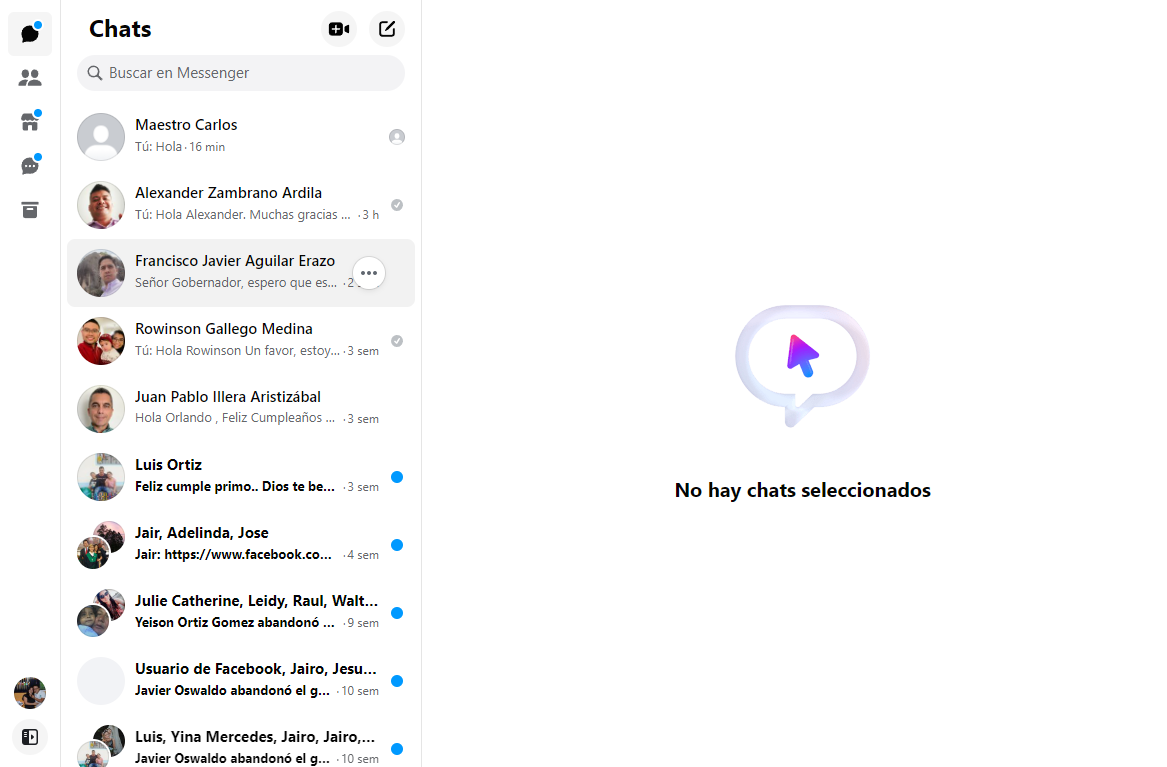 Chats
Buscar en Messenger
Maestro Carlos
Tú: Hola · 16 min
Alexander Zambrano Ardila
Tú: Hola Alexander. Muchas gracias ... · 3 h
Francisco Javier Aguilar Erazo
Señor Gobernador, espero que es... · 2
Rowinson Gallego Medina
Tú: Hola Rowinson Un favor, estoy... · 3 sem
Juan Pablo Illera Aristizábal
Hola Orlando , Feliz Cumpleaños ... · 3 sem
Luis Ortiz
Feliz cumple primo.. Dios te be... · 3 sem
Jair, Adelinda, Jose
Jair: https://www.facebook.co... · 4 sem
Julie Catherine, Leidy, Raul, Walt...
Yeison Ortiz Gomez abandonó ... · 9 sem
Usuario de Facebook, Jairo, Jesu...
Javier Oswaldo abandonó el g... · 10 sem
Luis, Yina Mercedes, Jairo, Jairo,...
Javier Oswaldo abandonó el g... · 10 sem
No hay chats seleccionados